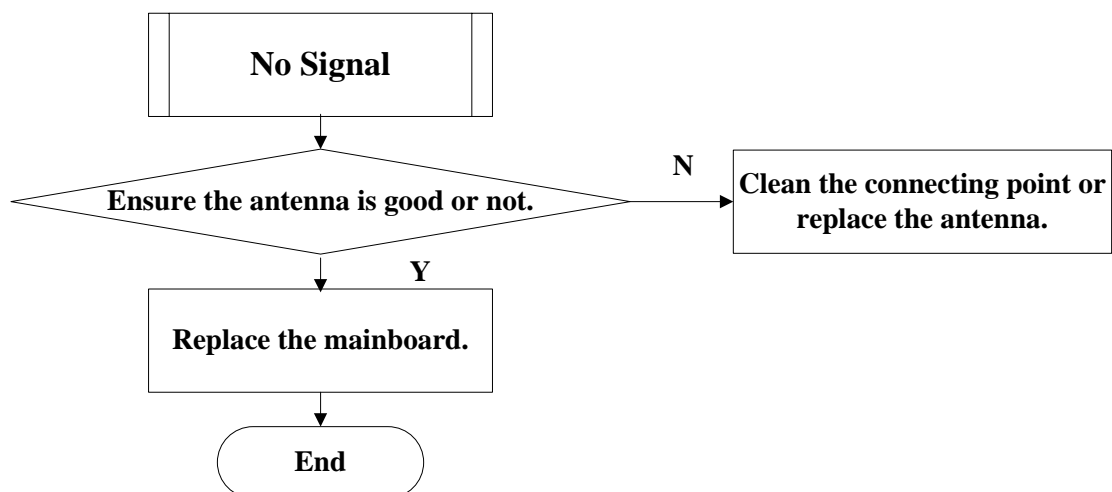 No Signal
Ensure the antenna is good or not.
N
Clean the connecting point or
replace the antenna.
Y
Replace the mainboard.
End